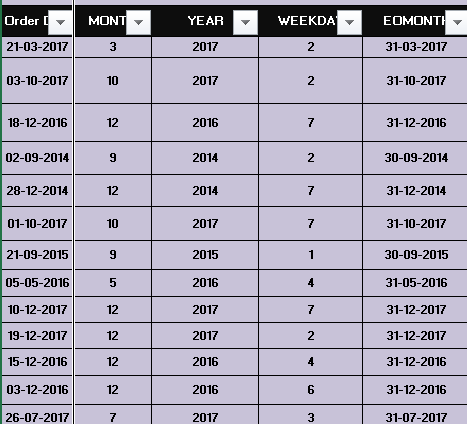 Order D MONT YEAR WEEKDA EOMONTH
21-03-2017 3 2017 2 31-03-2017
03-10-2017 10 2017 2 31-10-2017
18-12-2016 12 2016 7 31-12-2016
02-09-2014 9 2014 2 30-09-2014
28-12-2014 12 2014 7 31-12-2014
01-10-2017 10 2017 7 31-10-2017
21-09-2015 9 2015 1 30-09-2015
05-05-2016 5 2016 4 31-05-2016
10-12-2017 12 2017 7 31-12-2017
19-12-2017 12 2017 2 31-12-2017
15-12-2016 12 2016 4 31-12-2016
03-12-2016 12 2016 6 31-12-2016
26-07-2017 7 2017 3 31-07-2017